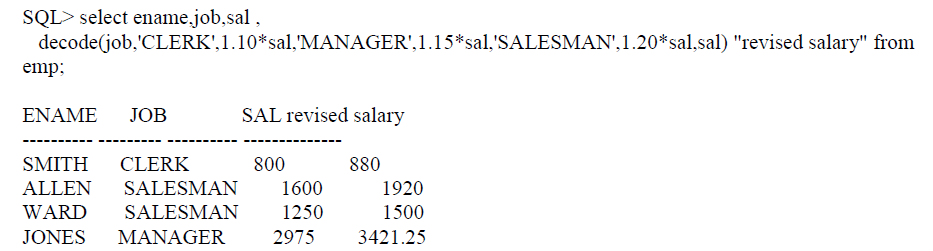 SQL> select ename,job,sal ,
decode(job,'CLERK',1.10*sal,'MANAGER',1.15*sal,'SALESMAN',1.20*sal,sal) "revised salary" from
emp;
ENAME JOB SAL revised salary
---------- --------- ---------- --------------
SMITH CLERK 800 880
ALLEN SALESMAN 1600 1920
WARD SALESMAN 1250 1500
JONES MANAGER 2975 3421.25